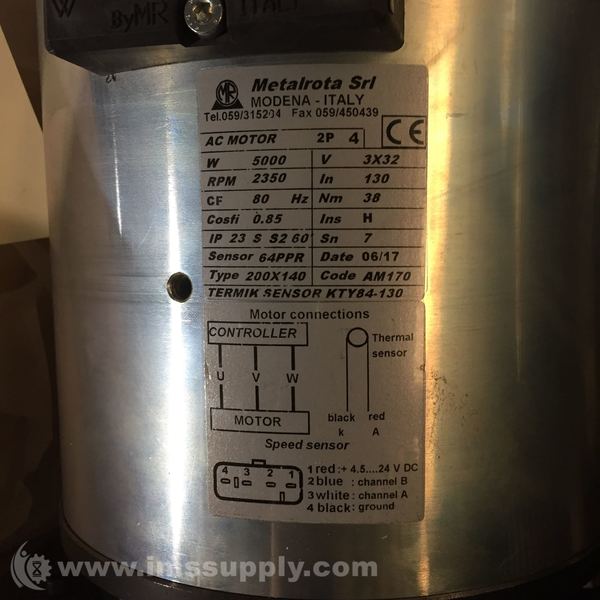 W
ByMR
ITALY
MR
Metalrota Srl
MODENA - ITALY
Tel.059/315204 Fax 059/450439
AC MOTOR 2P 4 CE
W 5000 V 3X32
RPM 2350 In 130
CF 80 Hz Nm 38
Cosfi 0.85 Ins H
IP 23 S S2 60' Sn 7
Sensor 64PPR Date 06/17
Type 200X140 Code AM170
TERMIK SENSOR KTY84-130
Motor connections
CONTROLLER
Thermal
sensor
U V W
MOTOR
black red
k A
Speed sensor
4 3 2 1
1 red:+ 4.5....24 V DC
2 blue : channel B
3 white: channel A
4 black: ground
www.imssupply.com